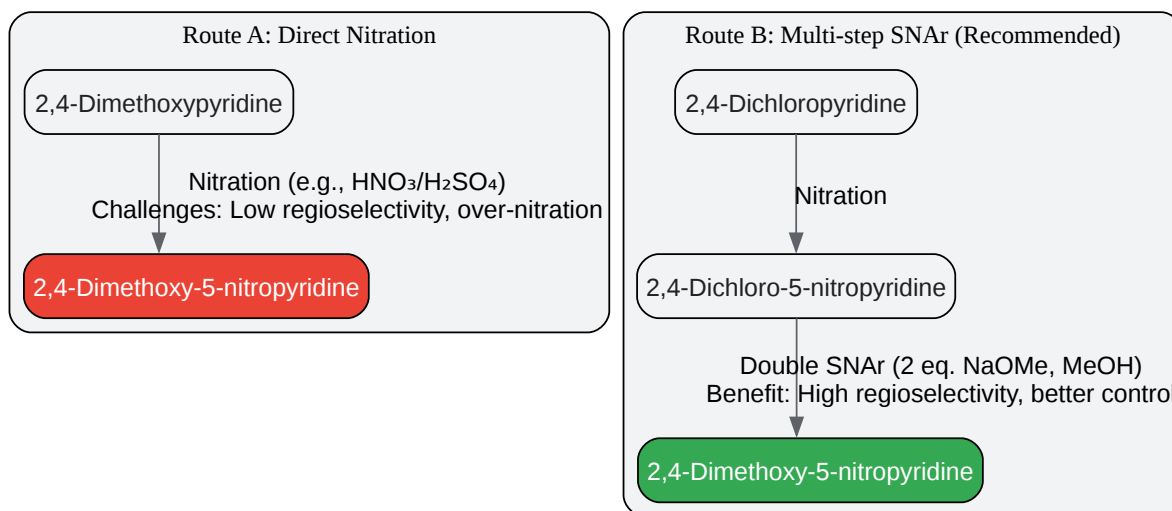 Route A: Direct Nitration
2,4-Dimethoxypyridine
Nitration (e.g., HNO₃/H₂SO₄)
Challenges: Low regioselectivity, over-nitration
2,4-Dimethoxy-5-nitropyridine
Route B: Multi-step SNAr (Recommended)
2,4-Dichloropyridine
Nitration
2,4-Dichloro-5-nitropyridine
Double SNAr (2 eq. NaOMe, MeOH)
Benefit: High regioselectivity, better control
2,4-Dimethoxy-5-nitropyridine